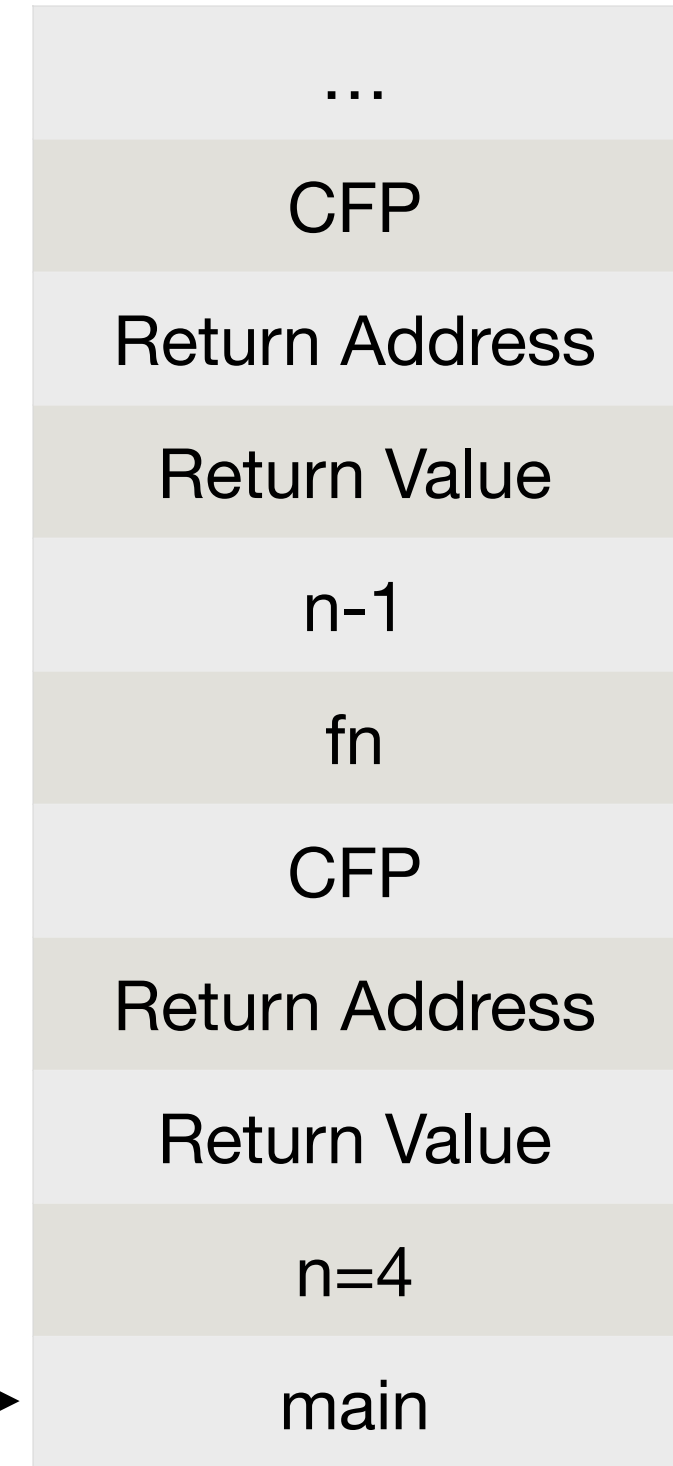 ...
CFP
Return Address
Return Value
n-1
fn
CFP
Return Address
Return Value
n=4
main